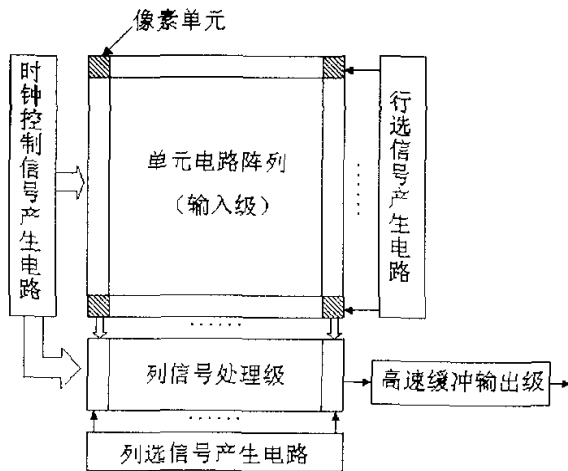 像素单元
时钟控制信号产生电路
单元电路阵列
（输入级）
行选信号产生电路
列信号处理级
高速缓冲输出级
列选信号产生电路